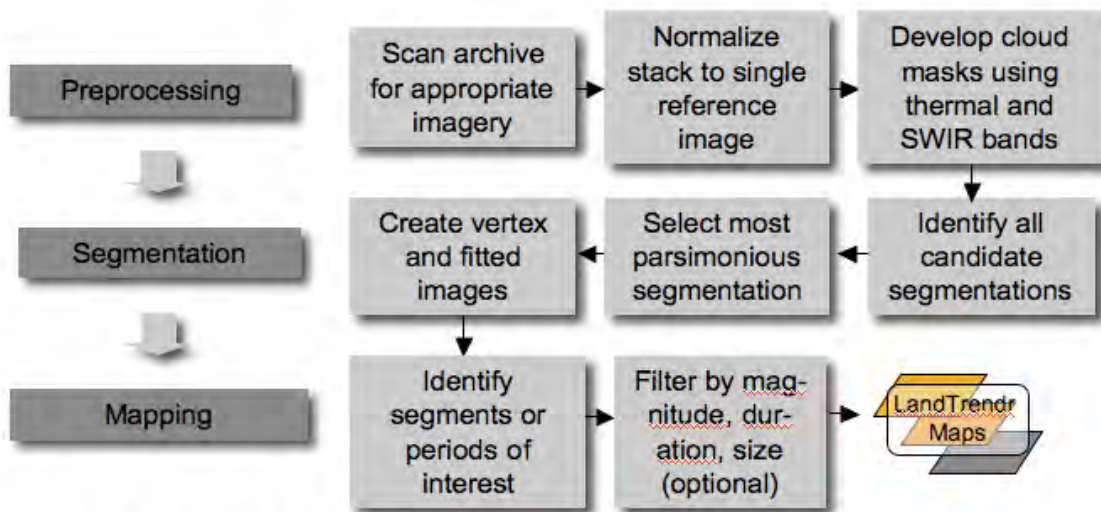 Preprocessing
Scan archive
for appropriate
imagery
Normalize
stack to single
reference
image
Develop cloud
masks using
thermal and
SWIR bands
Segmentation
Create vertex
and fitted
images
Select most
parsimonious
segmentation
Identify all
candidate
segmentations
Mapping
Identify
segments or
periods of
interest
Filter by mag-
nitude, dur-
ation, size
(optional)
LandTrendr
Maps